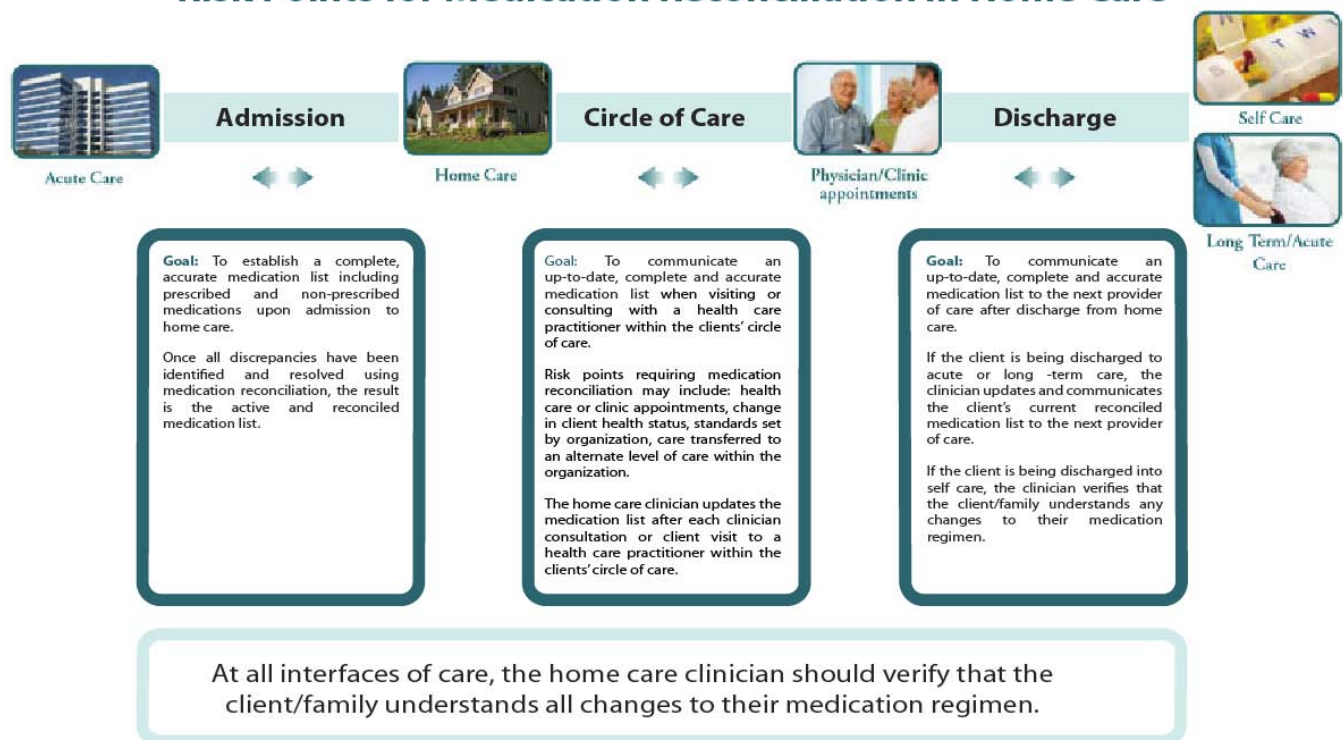 Risk Points for Medication Reconciliation in Home Care
Admission
Circle of Care
Discharge
Acute Care
Home Care
Physician/Clinic
appointments
Self Care
Long Term/Acute
Care
Goal: To establish a complete,
accurate medication list including
prescribed and non-prescribed
medications upon admission to
home care.
Once all discrepancies have been
identified and resolved using
medication reconciliation, the result
is the active and reconciled
medication list.
Goal: To communicate an
up-to-date, complete and accurate
medication list when visiting or
consulting with a health care
practitioner within the clients' circle
of care.
Risk points requiring medication
reconciliation may include: health
care or clinic appointments, change
in client health status, standards set
by organization, care transferred to
an alternate level of care within the
organization.
The home care clinician updates the
medication list after each clinician
consultation or client visit to a
health care practitioner within the
clients' circle of care.
Goal: To communicate an
up-to-date, complete and accurate
medication list to the next provider
of care after discharge from home
care.
If the client is being discharged to
acute or long -term care, the
clinician updates and communicates
the client's current reconciled
medication list to the next provider
of care.
If the client is being discharged into
self care, the clinician verifies that
the client/family understands any
changes to their medication
regimen.
At all interfaces of care, the home care clinician should verify that the
client/family understands all changes to their medication regimen.